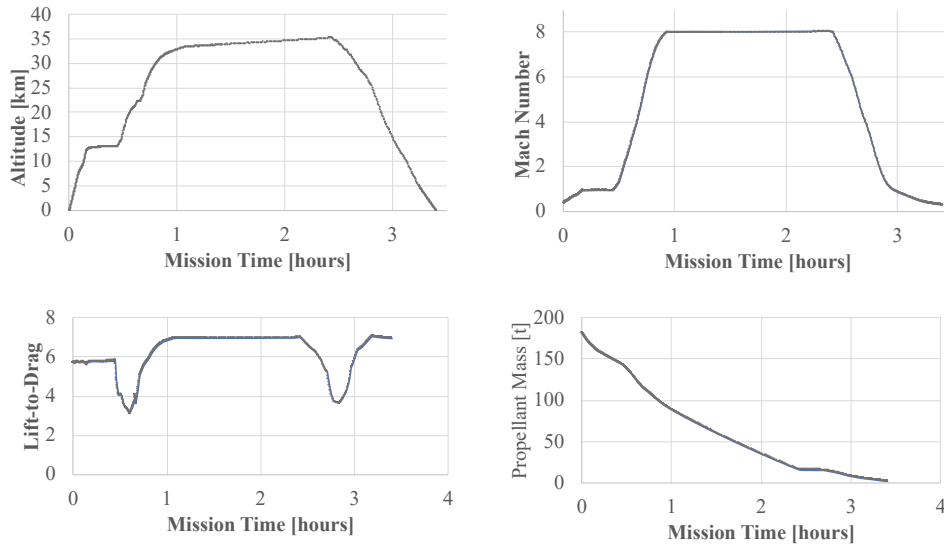 Altitude [km]
40
35
30
25
20
15
10
5
0
0 1 2 3
Mission Time [hours]
Mach Number
8
6
4
2
0
0 1 2 3
Mission Time [hours]
Lift-to-Drag
8
6
4
2
0
0 1 2 3 4
Mission Time [hours]
Propellant Mass [t]
200
150
100
50
0
0 1 2 3 4
Mission Time [hours]